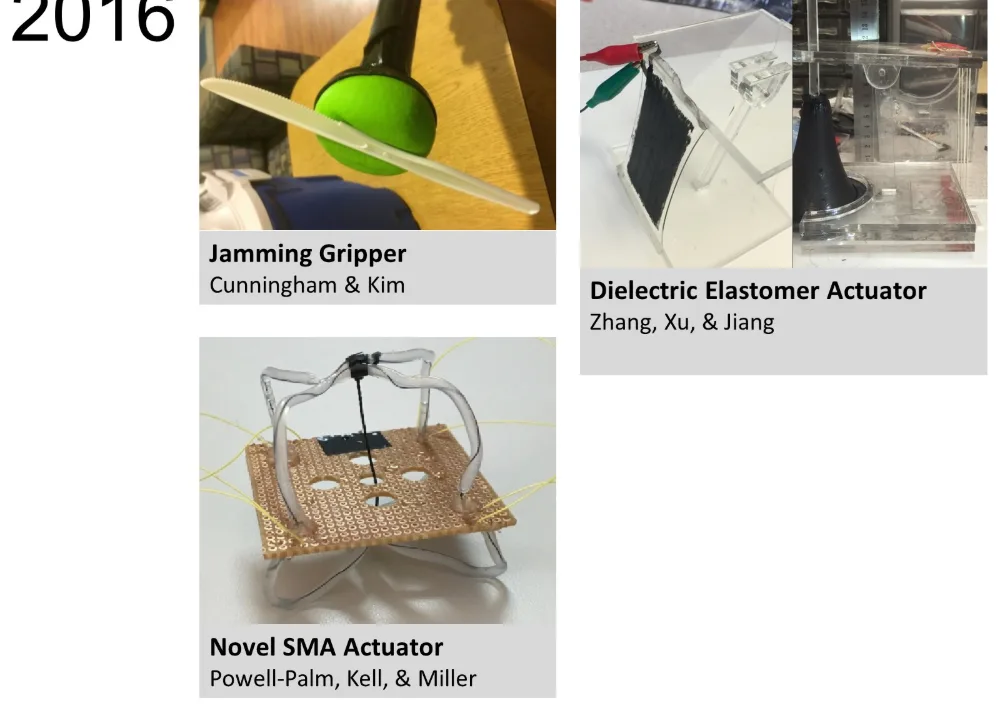 2016
Jamming Gripper
Cunningham & Kim
Dielectric Elastomer Actuator
Zhang, Xu, & Jiang
Novel SMA Actuator
Powell-Palm, Kell, & Miller